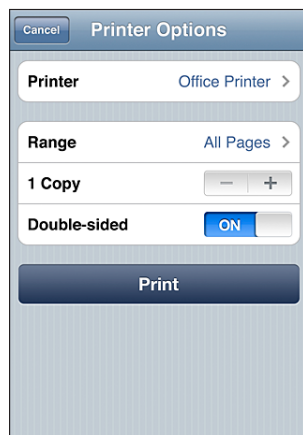 Cancel Printer Options
Printer Office Printer >
Range All Pages >
1 Copy − +
Double-sided ON
Print